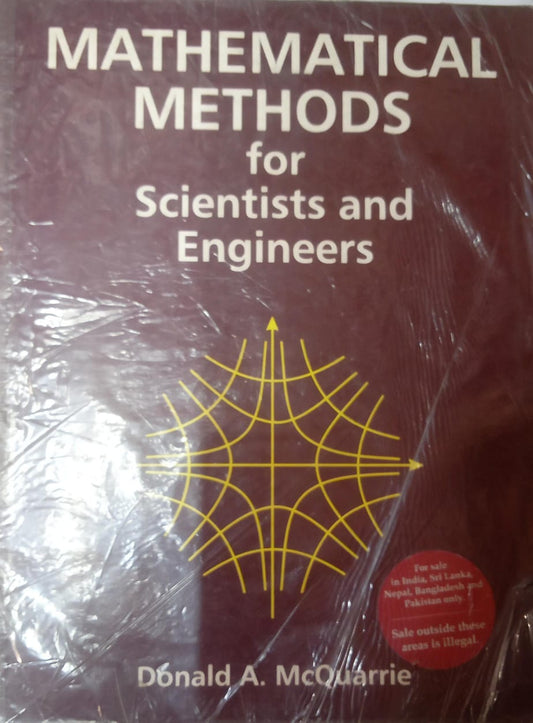 MATHEMATICAL
METHODS
for
Scientists and
Engineers
For sale
in India, Sri Lanka,
Nepal, Bangladesh and
Pakistan only.
Sale outside these
areas is illegal.
Donald A. McQuarrie